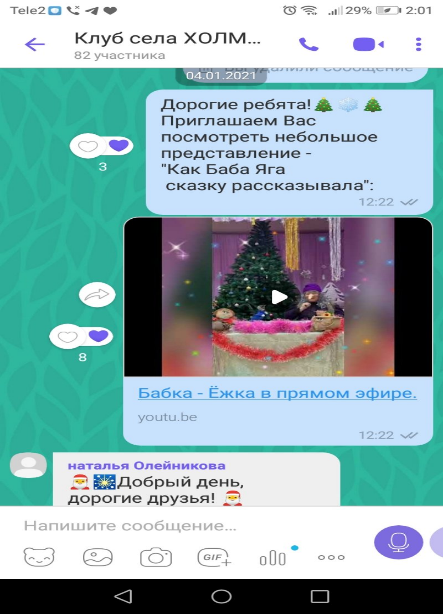 Tele2
29%
2:01
Клуб села ХОЛМ...
82 участника
удалили сообщение
04.01.2021
Дорогие ребята!🎄❄️🎄
Приглашаем Вас
посмотреть небольшое
представление -
"Как Баба Яга
сказку рассказывала":
12:22
3
8
Бабка - Ёжка в прямом эфире.
youtu.be
12:22
наталья Олейникова
🎅🎆Добрый день,
дорогие друзья! 🎅
Напишите сообщение...
GIF+